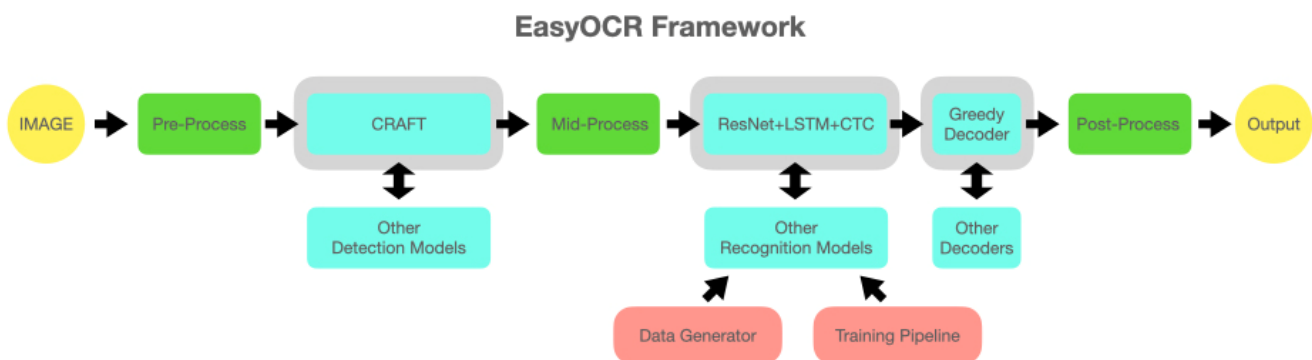 EasyOCR Framework
IMAGE
Pre-Process
CRAFT
Mid-Process
ResNet+LSTM+CTC
Greedy
Decoder
Post-Process
Output
Other
Detection Models
Other
Recognition Models
Other
Decoders
Data Generator
Training Pipeline